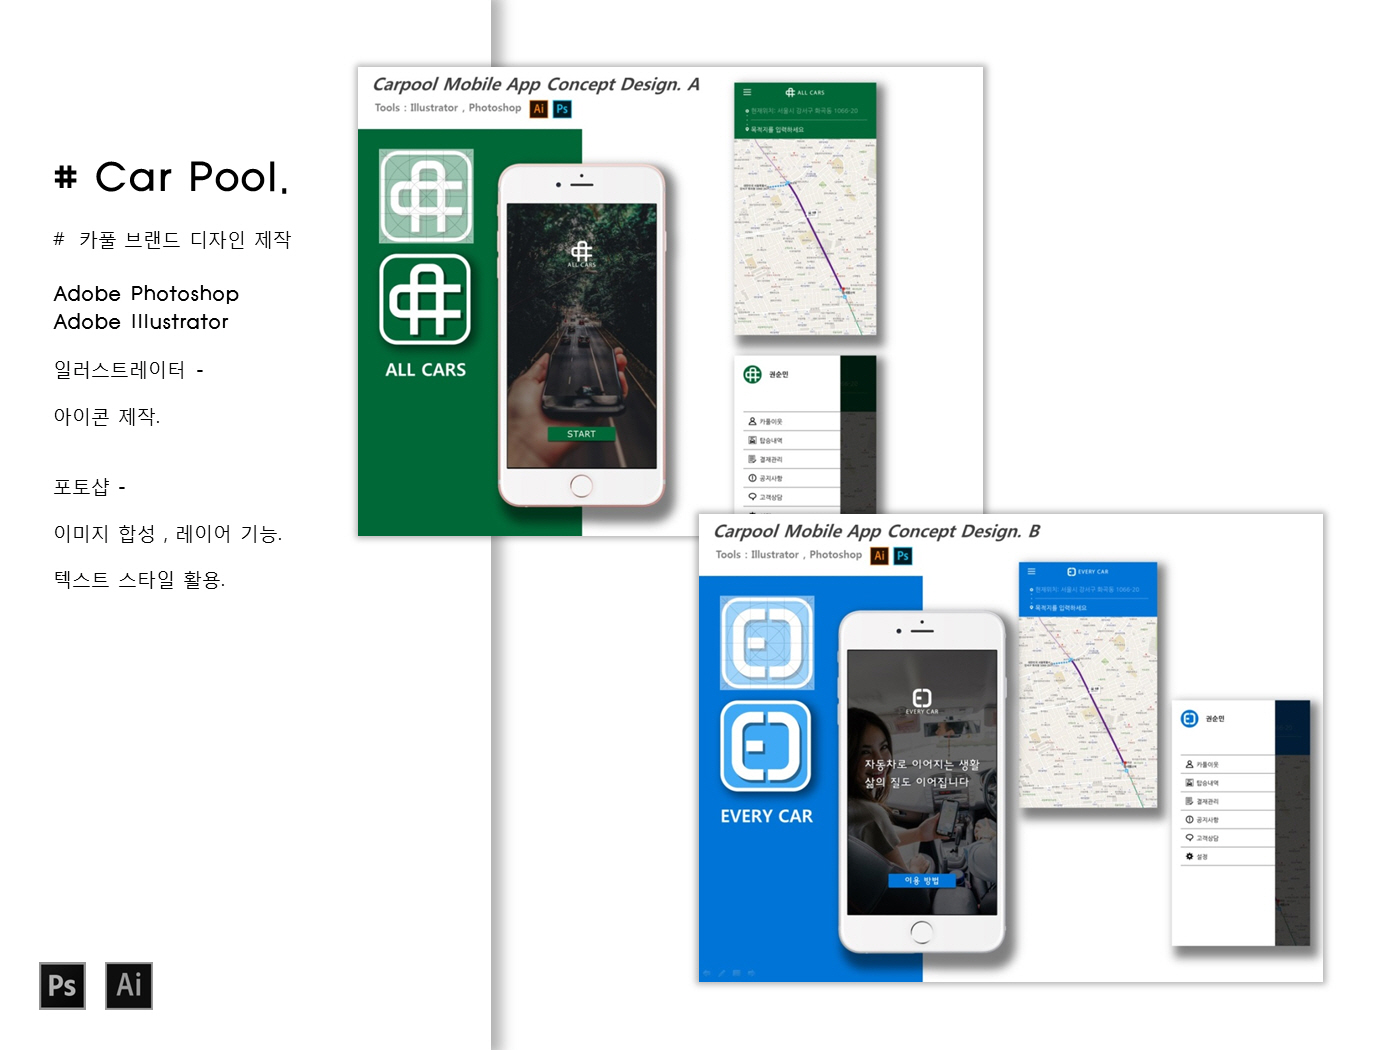 # Car Pool.
# 카풀 브랜드 디자인 제작
Adobe Photoshop
Adobe Illustrator
일러스트레이터 -
아이콘 제작.
포토샵 -
이미지 합성 , 레이어 기능.
텍스트 스타일 활용.
Ps Ai
Carpool Mobile App Concept Design. A
Tools : Illustrator , Photoshop Ai Ps
ALL CARS
ALL CARS
START
ALL CARS
현재위치: 서울시 강서구 화곡동 1066-20
목적지를 입력하세요
권순민
카풀이웃
탑승내역
결제관리
공지사항
고객상담
Carpool Mobile App Concept Design. B
Tools : Illustrator , Photoshop Ai Ps
EVERY CAR
EVERY CAR
자동차로 이어지는 생활
삶의 질도 이어집니다
이용 방법
EVERY CAR
현재위치: 서울시 강서구 화곡동 1066-20
목적지를 입력하세요
권순민
카풀이웃
탑승내역
결제관리
공지사항
고객상담
설정